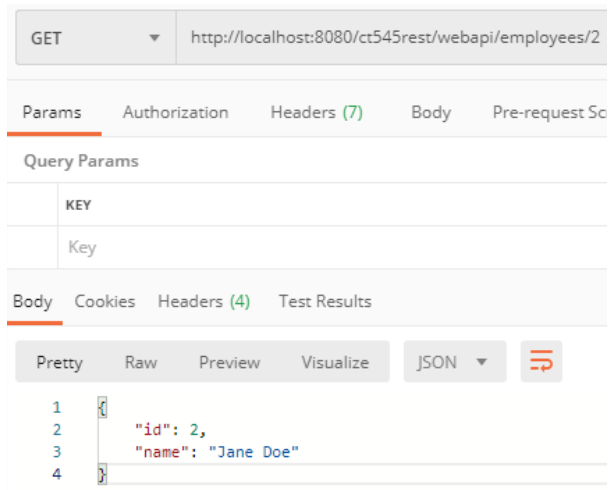 GET http://localhost:8080/ct545rest/webapi/employees/2
Params Authorization Headers (7) Body Pre-request Sc
Query Params
KEY
Key
Body Cookies Headers (4) Test Results
Pretty Raw Preview Visualize JSON
1 {
2 "id": 2,
3 "name": "Jane Doe"
4 }